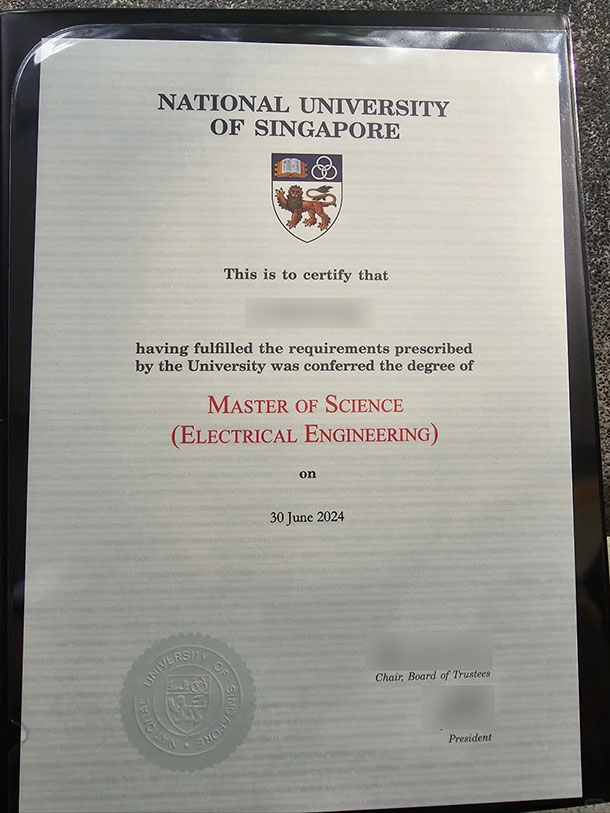 NATIONAL UNIVERSITY
OF SINGAPORE
This is to certify that
having fulfilled the requirements prescribed
by the University was conferred the degree of
MASTER OF SCIENCE
(ELECTRICAL ENGINEERING)
on
30 June 2024
NATIONAL UNIVERSITY OF SINGAPORE
Chair, Board of Trustees
President